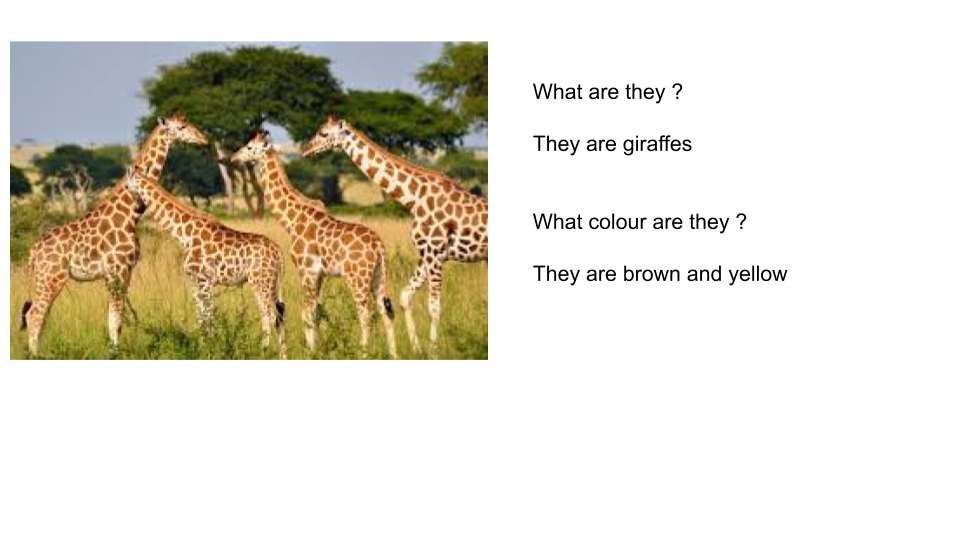 What are they ?
They are giraffes
What colour are they ?
They are brown and yellow